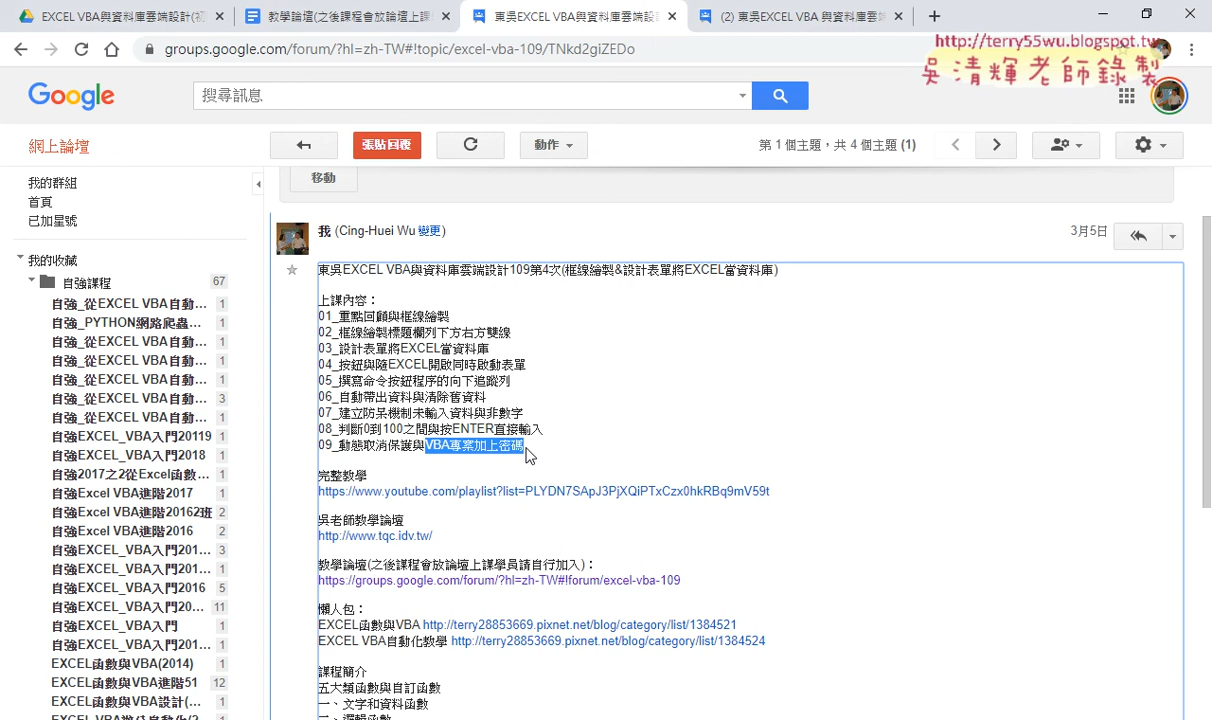 EXCEL VBA與資料庫雲端設計(初
教學論壇(之後課程會放論壇上課
東吳EXCEL VBA與資料庫雲端設計
(2) 東吳EXCEL VBA 與資料庫雲端
groups.google.com/forum/?hl=zh-TW#!topic/excel-vba-109/TNkd2giZEDo
http://terry55wu.blogspot.tw
吳清輝老師錄製
Google
搜尋訊息
網上論壇
張貼回覆
動作
第 1 個主題，共 4 個主題 (1)
移動
我的群組
首頁
已加星號
我的收藏
自強課程 67
自強_從EXCEL VBA自動... 1
自強_PYTHON網路爬蟲... 1
自強_從EXCEL VBA自動... 1
自強_從EXCEL VBA自動... 1
自強_從EXCEL VBA自動... 1
自強_從EXCEL VBA自動... 3
自強_從EXCEL VBA自動... 1
自強EXCEL_VBA入門20119 1
自強EXCEL_VBA入門2018 1
自強2017之2從Excel函數... 1
自強Excel VBA進階2017 1
自強Excel VBA進階20162班 2
自強Excel VBA進階2016 2
自強EXCEL_VBA入門201... 3
自強EXCEL_VBA入門201... 1
自強EXCEL_VBA入門2016 5
自強EXCEL_VBA入門20... 11
自強EXCEL_VBA入門 1
自強EXCEL_VBA入門201... 1
EXCEL函數與VBA(2014) 1
EXCEL函數與VBA進階51 12
EXCEL函數與VBA設計(... 1
我 (Cing-Huei Wu 變更)
3月5日
東吳EXCEL VBA與資料庫雲端設計109第4次(框線繪製&設計表單將EXCEL當資料庫)
上課內容：
01_重點回顧與框線繪製
02_框線繪製標題欄列下方右方雙線
03_設計表單將EXCEL當資料庫
04_按鈕與隨EXCEL開啟同時啟動表單
05_撰寫命令按鈕程序的向下追蹤列
06_自動帶出資料與清除舊資料
07_建立防呆機制未輸入資料與非數字
08_判斷0到100之間與按ENTER直接輸入
09_動態取消保護與VBA專案加上密碼
完整教學
https://www.youtube.com/playlist?list=PLYDN7SApJ3PjXQiPTxCzx0hkRBq9mV59t
吳老師教學論壇
http://www.tqc.idv.tw/
教學論壇(之後課程會放論壇上課學員請自行加入)：
https://groups.google.com/forum/?hl=zh-TW#!forum/excel-vba-109
懶人包：
EXCEL函數與VBA http://terry28853669.pixnet.net/blog/category/list/1384521
EXCEL VBA自動化教學 http://terry28853669.pixnet.net/blog/category/list/1384524
課程簡介
五大類函數與自訂函數
一、文字和資料函數
二、邏輯函數